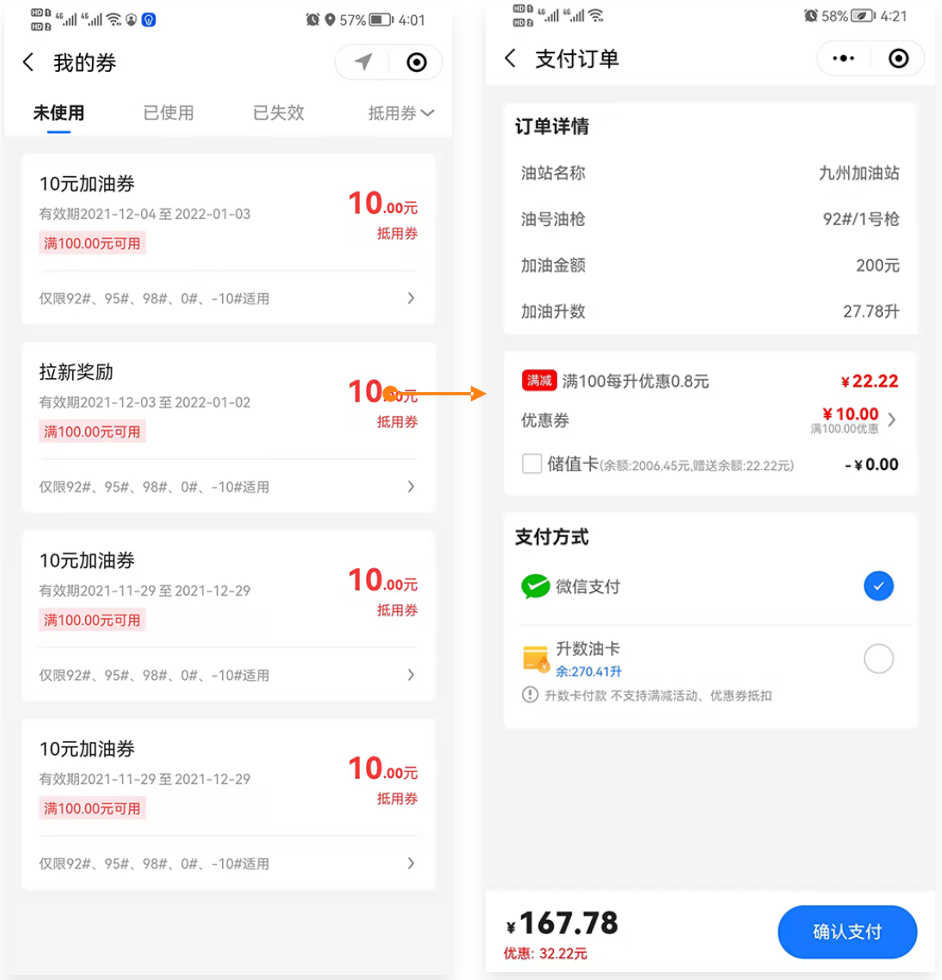 HD 1 4G 4G 57% 4:01
HD 2
我的券
未使用 已使用 已失效 抵用券
10元加油券
10.00元
有效期2021-12-04 至 2022-01-03
抵用券
满100.00元可用
仅限92#、95#、98#、0#、-10#适用
拉新奖励
有效期2021-12-03 至 2022-01-02
抵用券
满100.00元可用
仅限92#、95#、98#、0#、-10#适用
10元加油券
10.00元
有效期2021-11-29 至 2021-12-29
抵用券
满100.00元可用
仅限92#、95#、98#、0#、-10#适用
10元加油券
10.00元
有效期2021-11-29 至 2021-12-29
抵用券
满100.00元可用
仅限92#、95#、98#、0#、-10#适用
HD 1 4G 4G 58% 4:21
HD 2
支付订单
订单详情
油站名称 九州加油站
油号油枪 92#/1号枪
加油金额 200元
加油升数 27.78升
满减 满100每升优惠0.8元 ¥22.22
优惠券 ¥10.00
满100.00优惠
储值卡(余额:2006.45元,赠送余额:22.22元) -¥0.00
支付方式
微信支付
升数油卡
余:270.41升
升数卡付款 不支持满减活动、优惠券抵扣
¥167.78
优惠: 32.22元
确认支付